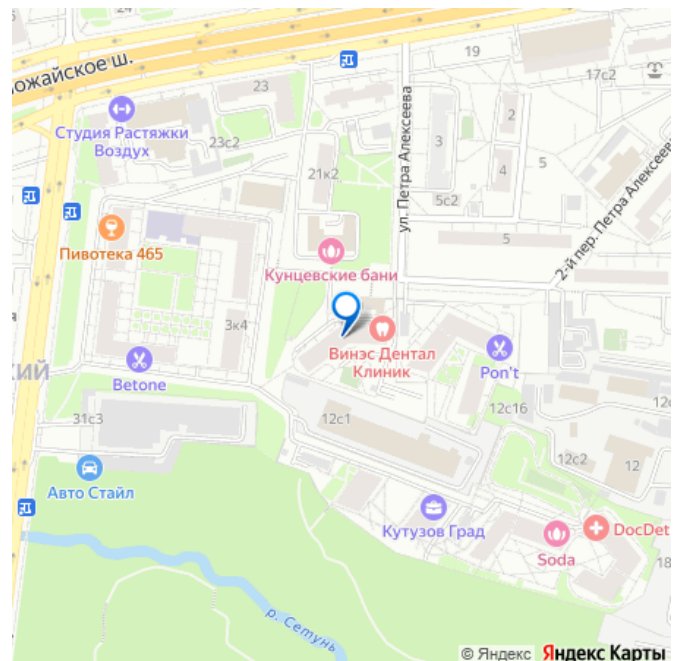 ожайское ш.
19
17с2
23
Студия Растяжки
Воздух
23с2
21к2
ул. Петра Алексеева
2
3
4
5
5с2
2-й пер. Петра Алексеева
5
Пивотека 465
Кунцевские бани
3к4
Винэс Дентал
Клиник
Pon't
кий
Betone
31с3
12с1
12с16
12с
12с2
12
Авто Стайл
Кутузов Град
DocDet
Soda
18
р. Сетунь
© Яндекс Яндекс Карты